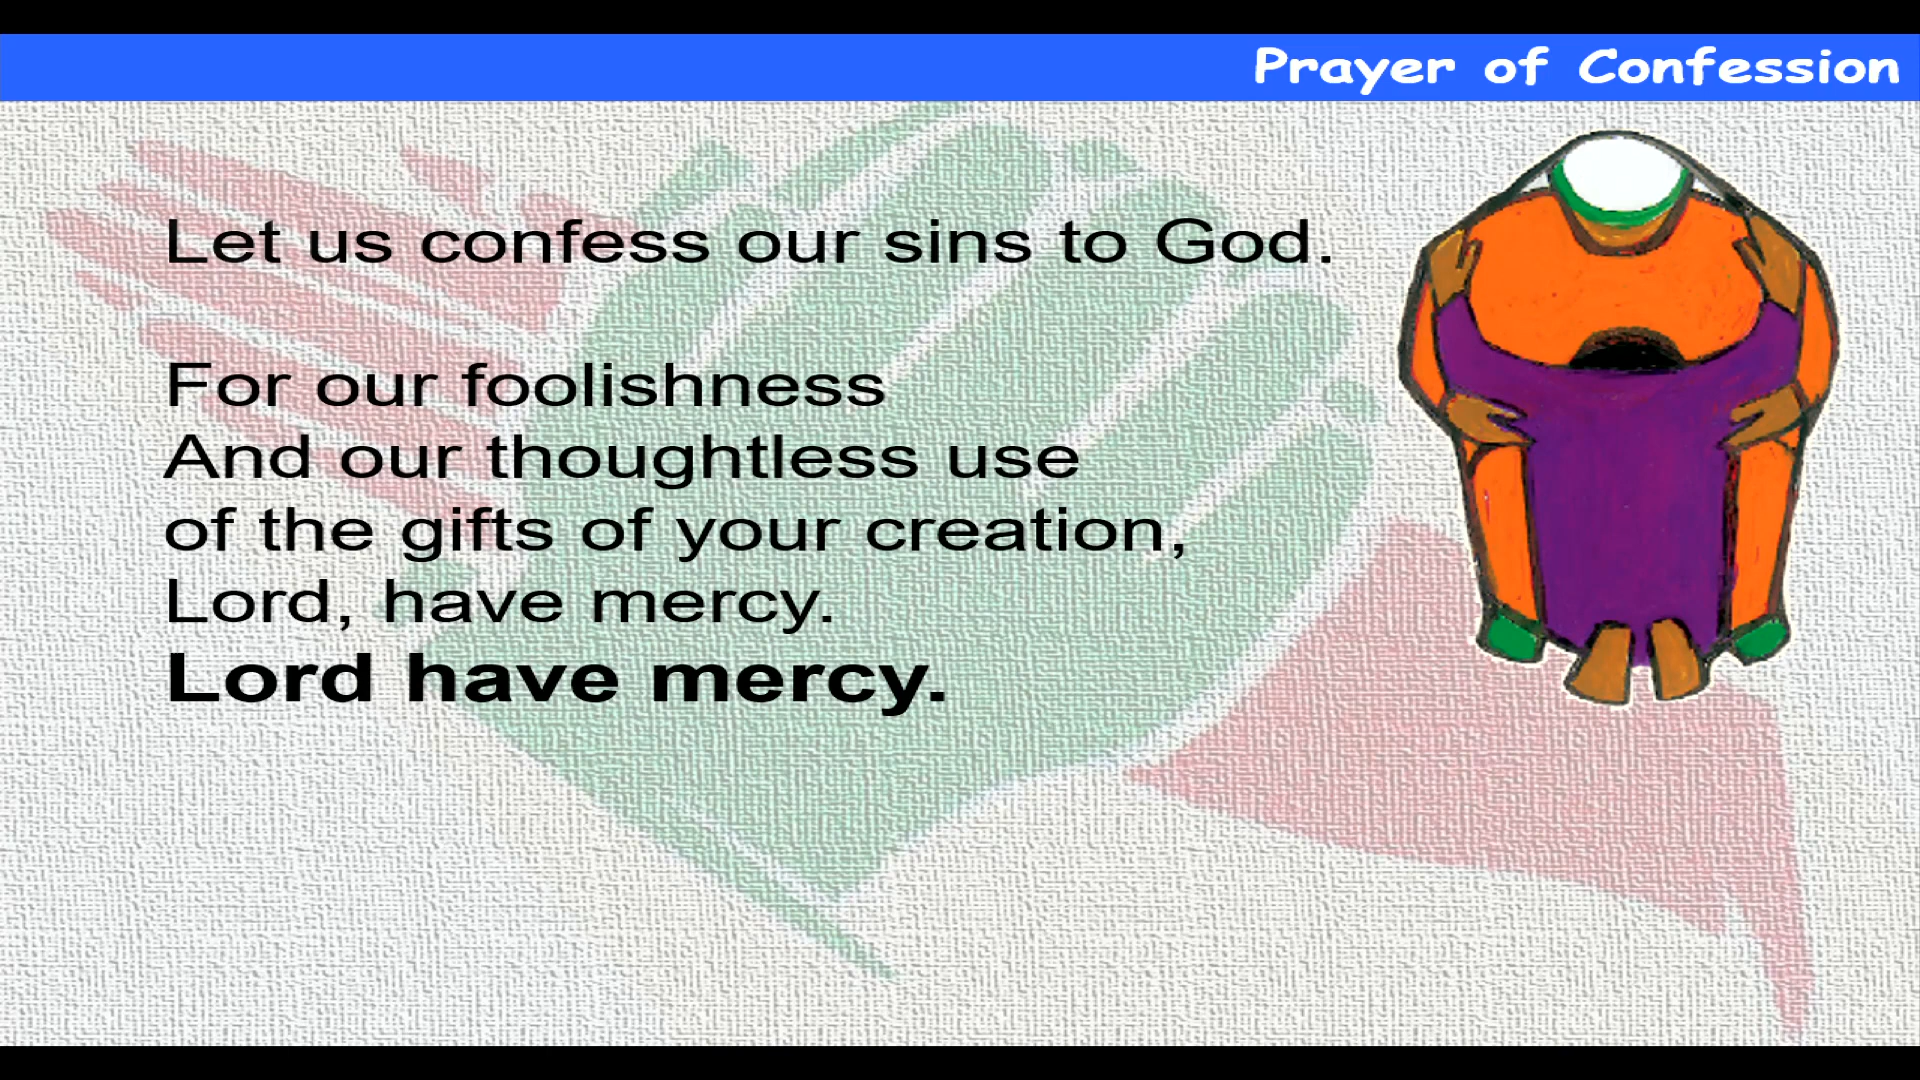 Prayer of Confession
Let us confess our sins to God.
For our foolishness
And our thoughtless use
of the gifts of your creation,
Lord, have mercy.
Lord have mercy.